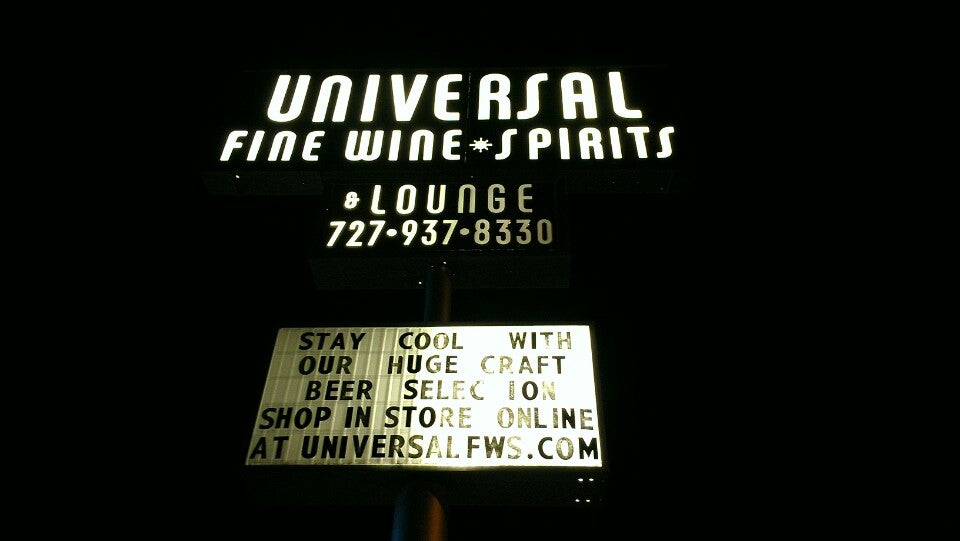 UNIVERSAL
FINE WINE SPIRITS
& LOUNGE
727•937•8330
STAY COOL WITH
OUR HUGE CRAFT
BEER SELEC ION
SHOP IN STORE ONLINE
AT UNIVERSALFWS.COM